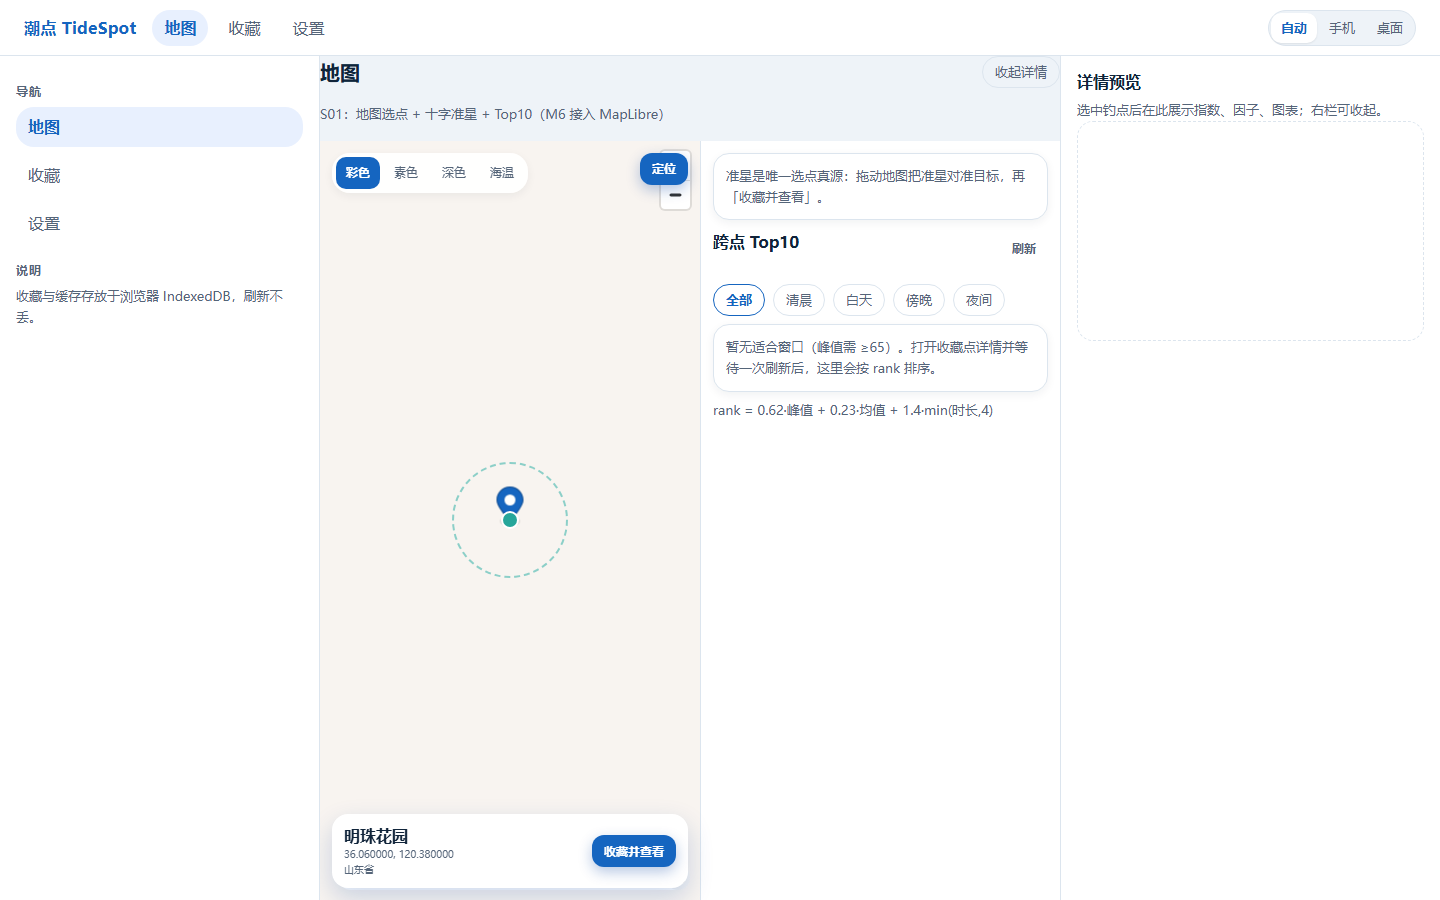 潮点 TideSpot
地图
收藏
设置
自动
手机
桌面
导航
地图
收藏
设置
说明
收藏与缓存存放于浏览器 IndexedDB，刷新不
丢。
地图
收起详情
S01：地图选点 + 十字准星 + Top10（M6 接入 MapLibre）
彩色
素色
深色
海温
定位
明珠花园
36.060000, 120.380000
山东省
收藏并查看
准星是唯一选点真源：拖动地图把准星对准目标，再
「收藏并查看」。
跨点 Top10
刷新
全部
清晨
白天
傍晚
夜间
暂无适合窗口（峰值需 ≥65）。打开收藏点详情并等
待一次刷新后，这里会按 rank 排序。
rank = 0.62·峰值 + 0.23·均值 + 1.4·min(时长,4)
详情预览
选中钓点后在此展示指数、因子、图表；右栏可收起。